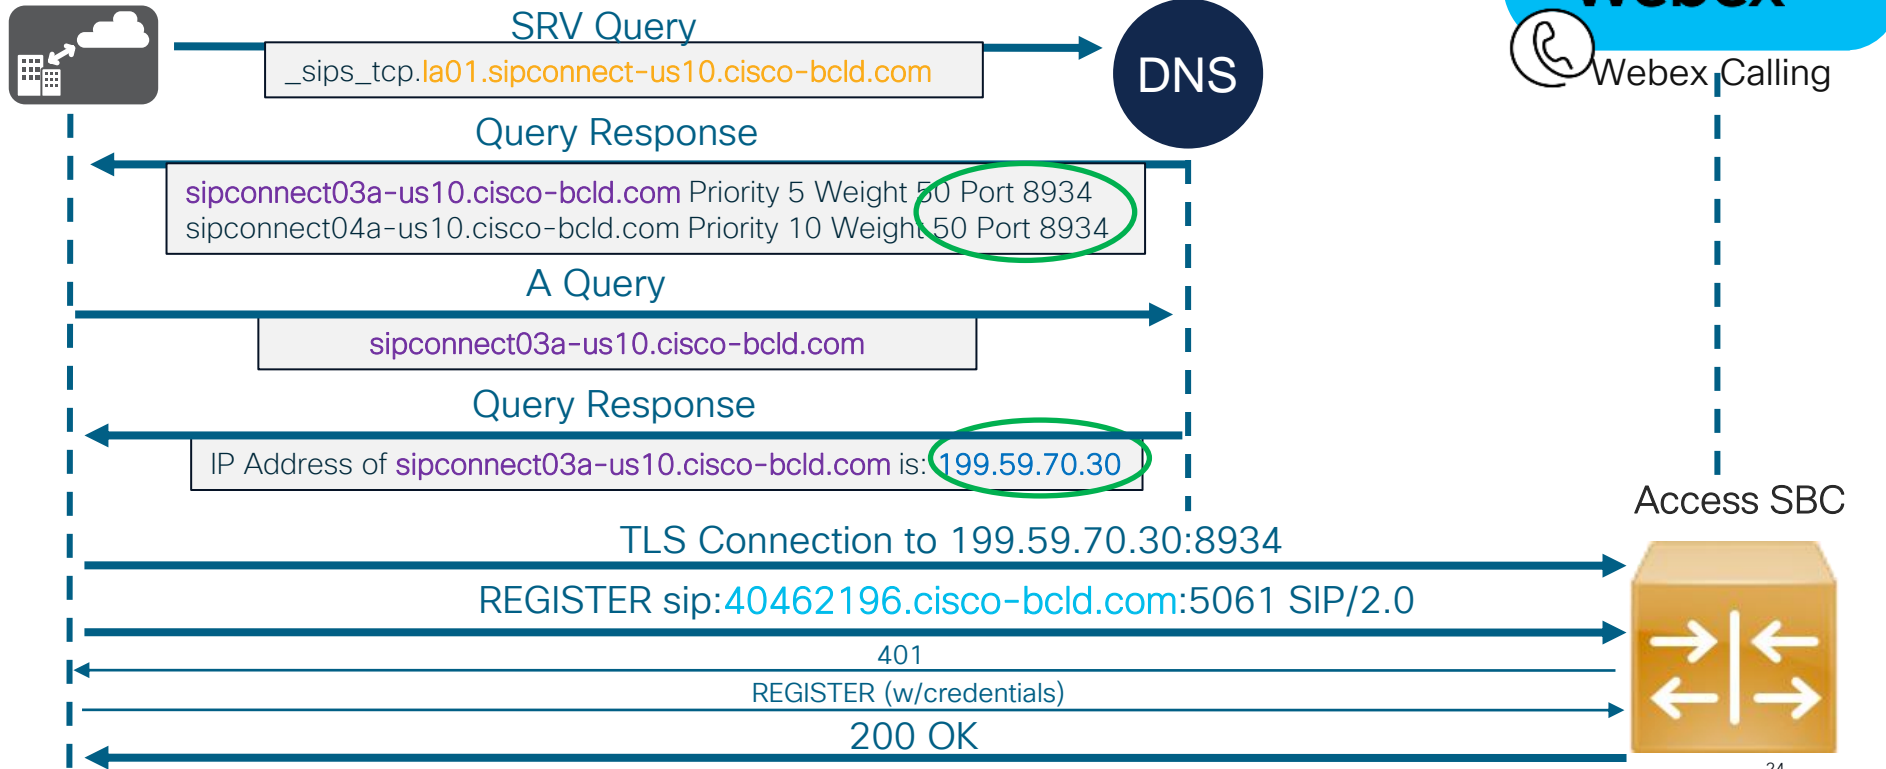 Webex
SRV Query
_sips_tcp.la01.sipconnect-us10.cisco-bcld.com
DNS
Webex Calling
Query Response
sipconnect03a-us10.cisco-bcld.com Priority 5 Weight 50 Port 8934
sipconnect04a-us10.cisco-bcld.com Priority 10 Weight 50 Port 8934
A Query
sipconnect03a-us10.cisco-bcld.com
Query Response
IP Address of sipconnect03a-us10.cisco-bcld.com is: 199.59.70.30
Access SBC
TLS Connection to 199.59.70.30:8934
REGISTER sip:40462196.cisco-bcld.com:5061 SIP/2.0
401
REGISTER (w/credentials)
200 OK
24